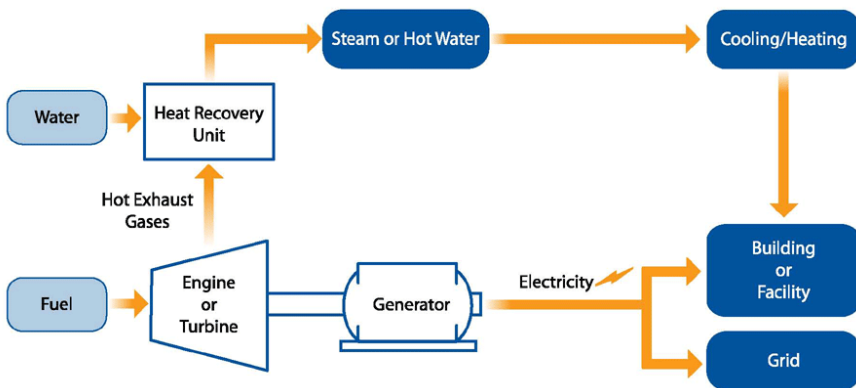 Steam or Hot Water
Cooling/Heating
Water
Heat Recovery
Unit
Hot Exhaust
Gases
Building
or
Facility
Electricity
Fuel
Engine
or
Turbine
Generator
Grid